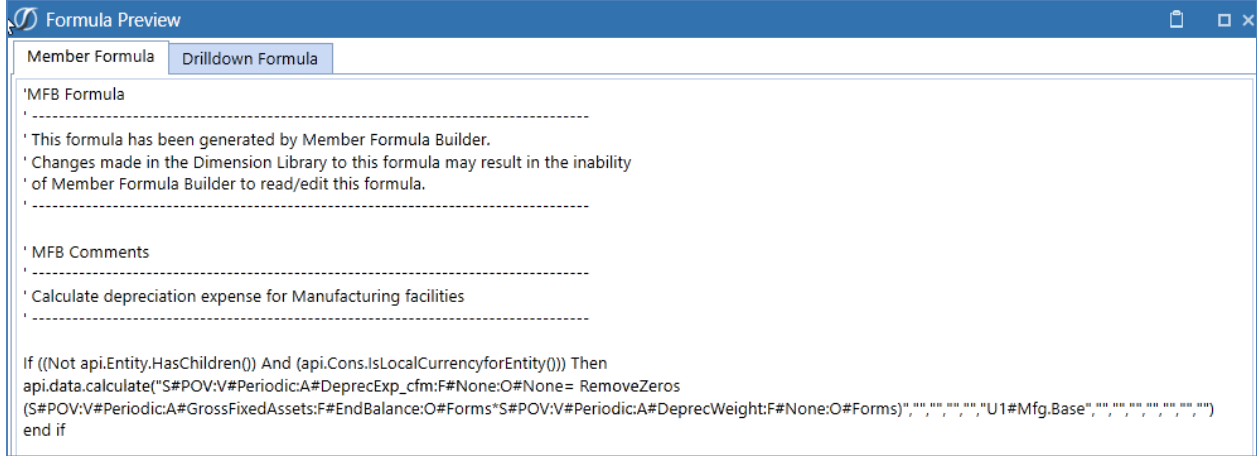 Formula Preview
Member Formula
Drilldown Formula
'MFB Formula
' -----------------------------------------------------------------------------------
' This formula has been generated by Member Formula Builder.
' Changes made in the Dimension Library to this formula may result in the inability
' of Member Formula Builder to read/edit this formula.
' -----------------------------------------------------------------------------------
' MFB Comments
' -----------------------------------------------------------------------------------
' Calculate depreciation expense for Manufacturing facilities
' -----------------------------------------------------------------------------------
If ((Not api.Entity.HasChildren()) And (api.Cons.IsLocalCurrencyforEntity())) Then
api.data.calculate("S#POV:V#Periodic:A#DeprecExp_cfm:F#None:O#None= RemoveZeros
(S#POV:V#Periodic:A#GrossFixedAssets:F#EndBalance:O#Forms*S#POV:V#Periodic:A#DeprecWeight:F#None:O#Forms)","","","","","U1#Mfg.Base","","","","","","","")
end if